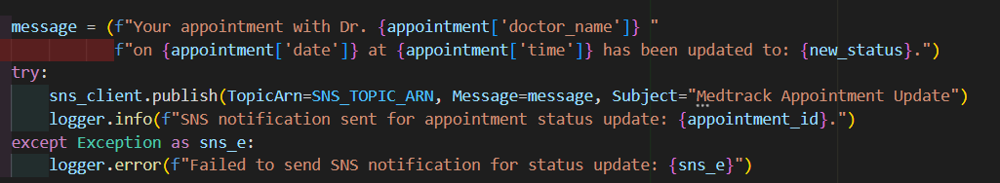 message = (f"Your appointment with Dr. {appointment['doctor_name']} "
f"on {appointment['date']} at {appointment['time']} has been updated to: {new_status}.")
try:
sns_client.publish(TopicArn=SNS_TOPIC_ARN, Message=message, Subject="Medtrack Appointment Update")
logger.info(f"SNS notification sent for appointment status update: {appointment_id}.")
except Exception as sns_e:
logger.error(f"Failed to send SNS notification for status update: {sns_e}")